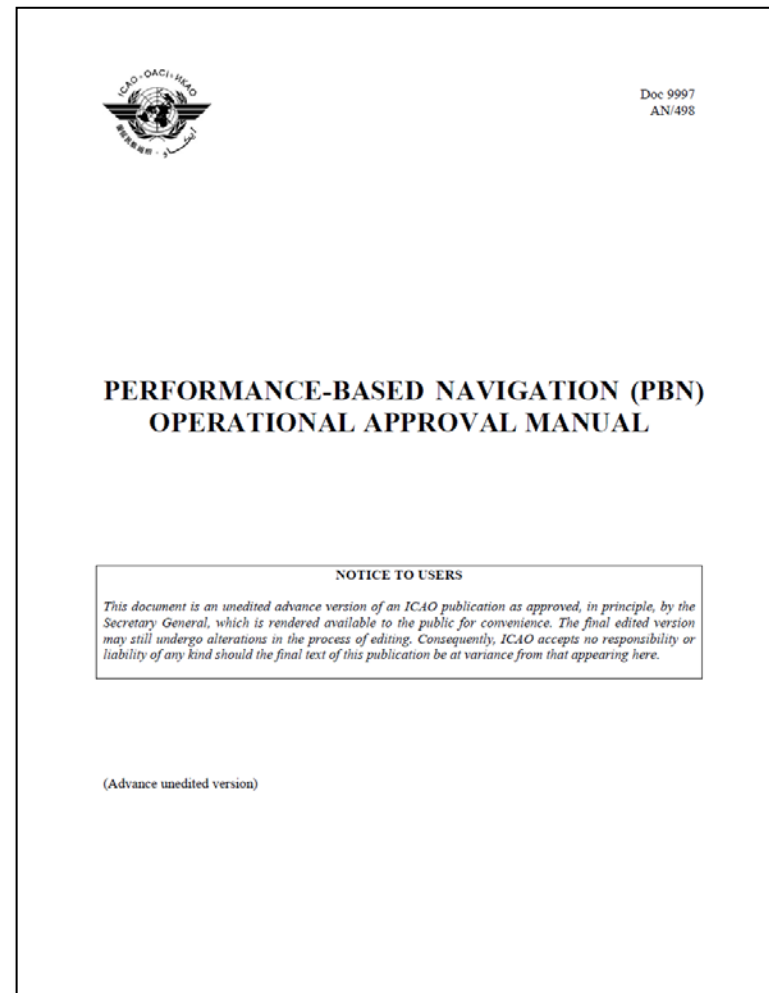 ICAO · OACI · ИКАО
Doc 9997
AN/498
PERFORMANCE-BASED NAVIGATION (PBN)
OPERATIONAL APPROVAL MANUAL
NOTICE TO USERS
This document is an unedited advance version of an ICAO publication as approved, in principle, by the
Secretary General, which is rendered available to the public for convenience. The final edited version
may still undergo alterations in the process of editing. Consequently, ICAO accepts no responsibility or
liability of any kind should the final text of this publication be at variance from that appearing here.
(Advance unedited version)